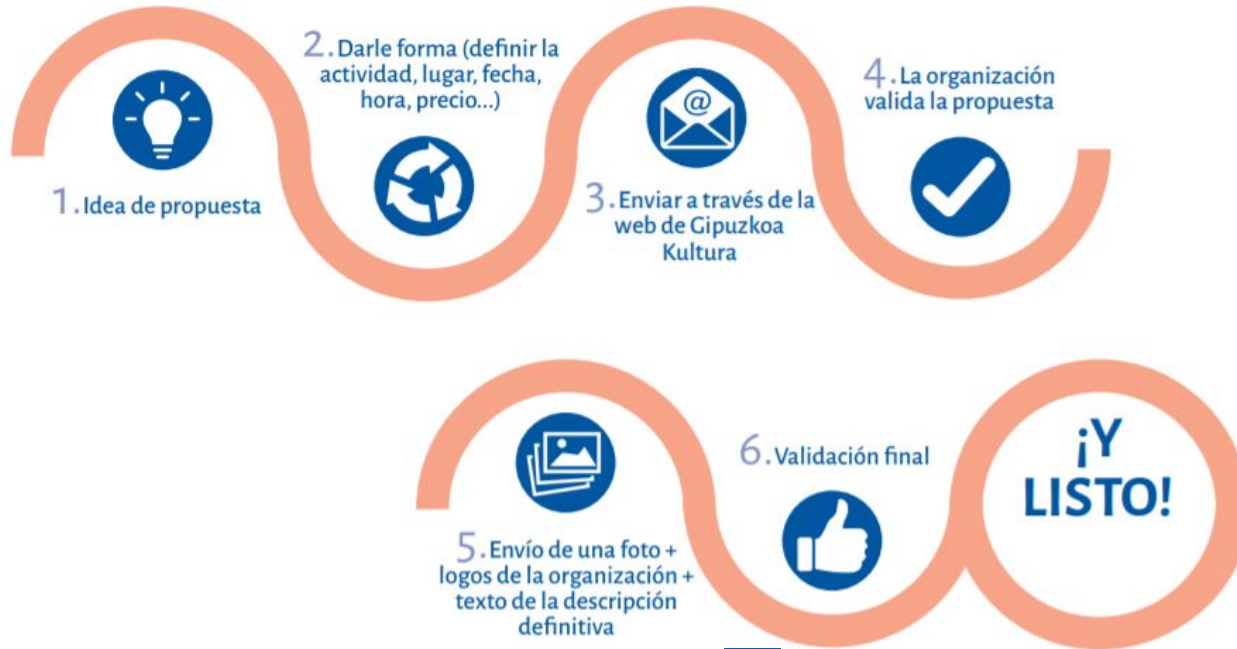 1. Idea de propuesta
2. Darle forma (definir la
actividad, lugar, fecha,
hora, precio...)
@
3. Enviar a través de la
web de Gipuzkoa
Kultura
4. La organización
valida la propuesta
5. Envío de una foto +
logos de la organización +
texto de la descripción
definitiva
6. Validación final
¡Y
LISTO!